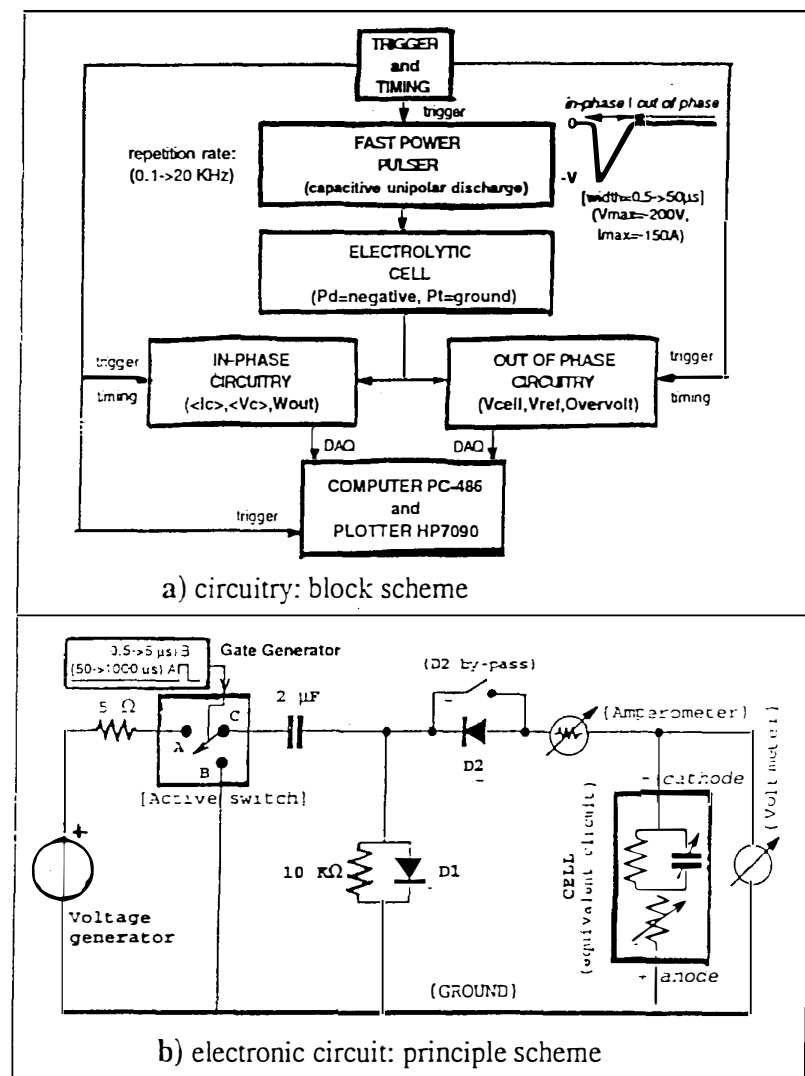 TRIGGER
and
TIMING
trigger
in-phase | out of phase
0
-V
repetition rate:
(0.1->20 KHz)
FAST POWER
PULSER
(capacitive unipolar discharge)
[width=0.5->50µs]
(Vmax=-200V,
Imax=-150A)
ELECTROLYTIC
CELL
(Pd=negative, Pt=ground)
trigger
timing
IN-PHASE
CIRCUITRY
(<Ic>,<Vc>,Wout)
OUT OF PHASE
CIRCUITRY
(Vcell,Vref,Overvolt)
trigger
timing
DAQ
DAQ
COMPUTER PC-486
and
PLOTTER HP7090
trigger
a) circuitry: block scheme
0.5->5 µs) B
(50->1000 us) A
Gate Generator
5 Ω
A
C
B
[Active switch]
2 µF
(D2 by-pass)
D2
(Amperometer)
- cathode
(Voltmeter)
10 KΩ
D1
CELL
(equivalent circuit)
+ anode
+
Voltage
generator
(GROUND)
b) electronic circuit: principle scheme